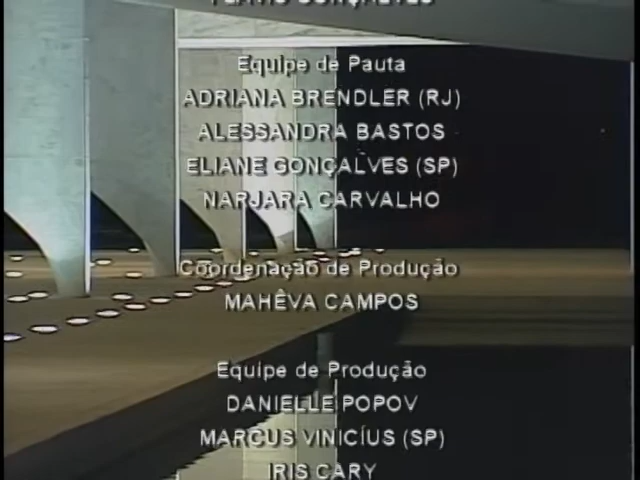 Equipe de Pauta
ADRIANA BRENDLER (RJ)
ALESSANDRA BASTOS
ELIANE GONÇALVES (SP)
NARJARA CARVALHO
Coordenação de Produção
MAHÊVA CAMPOS
Equipe de Produção
DANIELLE POPOV
MARCUS VINICÍUS (SP)
IRIS CARY